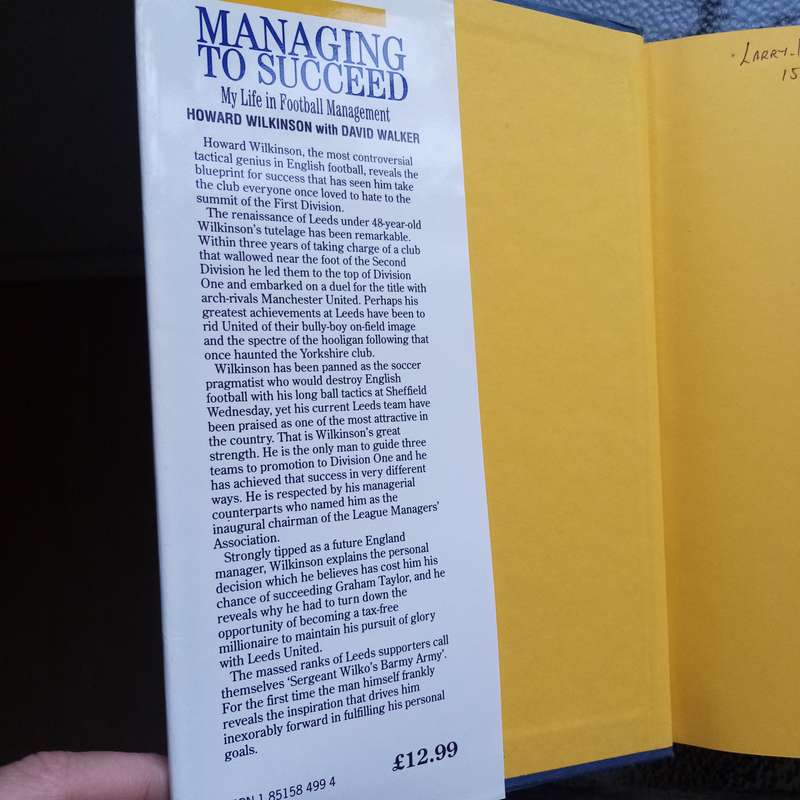 MANAGING
TO SUCCEED
My Life in Football Management
HOWARD WILKINSON with DAVID WALKER
Howard Wilkinson, the most controversial
tactical genius in English football, reveals the
blueprint for success that has seen him take
the club everyone once loved to hate to the
summit of the First Division.
The renaissance of Leeds under 48-year-old
Wilkinson's tutelage has been remarkable.
Within three years of taking charge of a club
that wallowed near the foot of the Second
Division he led them to the top of Division
One and embarked on a duel for the title with
arch-rivals Manchester United. Perhaps his
greatest achievements at Leeds have been to
rid United of their bully-boy on-field image
and the spectre of the hooligan following that
once haunted the Yorkshire club.
Wilkinson has been panned as the soccer
pragmatist who would destroy English
football with his long ball tactics at Sheffield
Wednesday, yet his current Leeds team have
been praised as one of the most attractive in
the country. That is Wilkinson's great
strength. He is the only man to guide three
teams to promotion to Division One and he
has achieved that success in very different
ways. He is respected by his managerial
counterparts who named him as the
inaugural chairman of the League Managers'
Association.
Strongly tipped as a future England
manager, Wilkinson explains the personal
decision which he believes has cost him his
chance of succeeding Graham Taylor, and he
reveals why he had to turn down the
opportunity of becoming a tax-free
millionaire to maintain his pursuit of glory
with Leeds United.
The massed ranks of Leeds supporters call
themselves 'Sergeant Wilko's Barmy Army'.
For the first time the man himself frankly
reveals the inspiration that drives him
inexorably forward in fulfilling his personal
goals.
£12.99
1 85158 499 4
LARRY
15